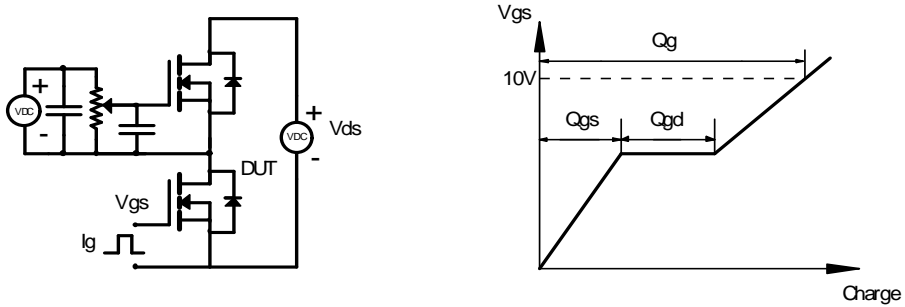 +
VDC
-
+
VDC
-
Vds
DUT
Vgs
Ig
Vgs
10V
Qg
Qgs
Qgd
Charge